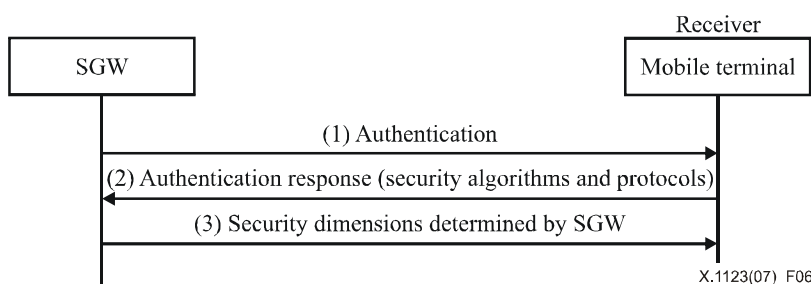 Receiver
SGW
Mobile terminal
(1) Authentication
(2) Authentication response (security algorithms and protocols)
(3) Security dimensions determined by SGW
X.1123(07)_F06